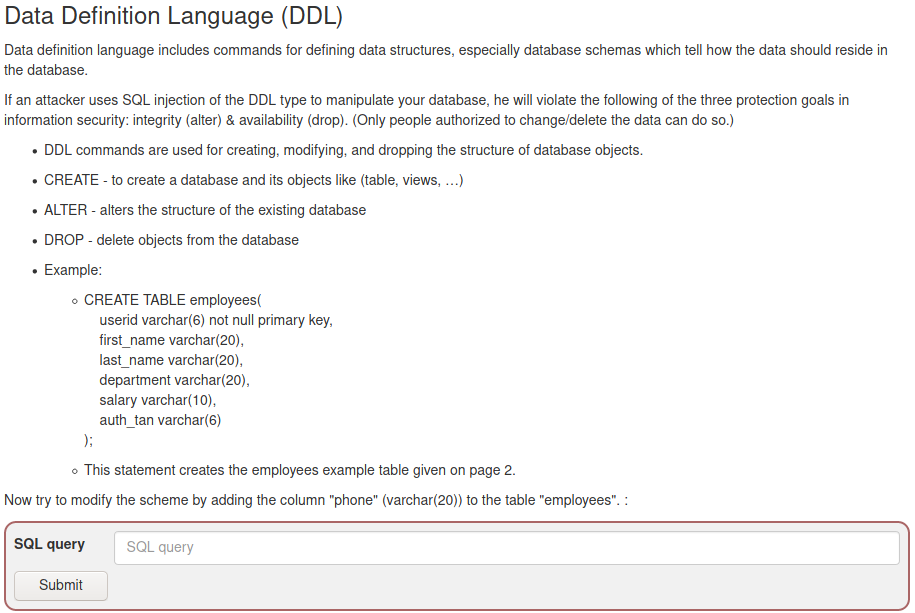 Data Definition Language (DDL)
Data definition language includes commands for defining data structures, especially database schemas which tell how the data should reside in
the database.
If an attacker uses SQL injection of the DDL type to manipulate your database, he will violate the following of the three protection goals in
information security: integrity (alter) & availability (drop). (Only people authorized to change/delete the data can do so.)
• DDL commands are used for creating, modifying, and dropping the structure of database objects.
• CREATE - to create a database and its objects like (table, views, …)
• ALTER - alters the structure of the existing database
• DROP - delete objects from the database
• Example:
◦ CREATE TABLE employees(
userid varchar(6) not null primary key,
first_name varchar(20),
last_name varchar(20),
department varchar(20),
salary varchar(10),
auth_tan varchar(6)
);
◦ This statement creates the employees example table given on page 2.
Now try to modify the scheme by adding the column "phone" (varchar(20)) to the table "employees". :
SQL query SQL query
Submit